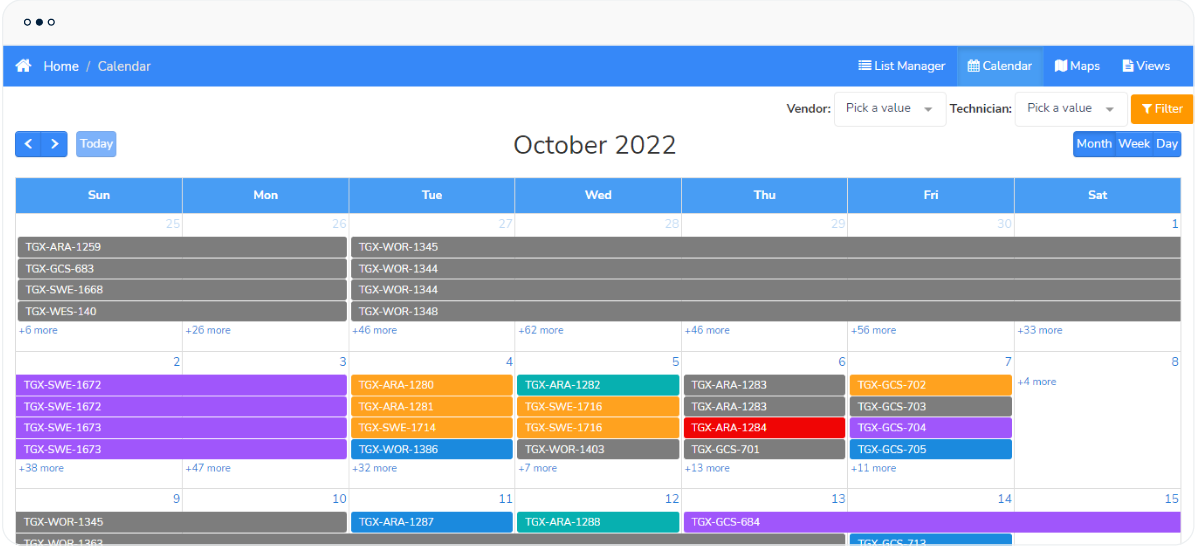 Home / Calendar
List Manager
Calendar
Maps
Views
Vendor: Pick a value
Technician: Pick a value
Filter
Today
October 2022
Month Week Day
Sun Mon Tue Wed Thu Fri Sat
25 26 27 28 29 30 1
TGX-ARA-1259 TGX-WOR-1345
TGX-GCS-683 TGX-WOR-1344
TGX-SWE-1668 TGX-WOR-1344
TGX-WES-140 TGX-WOR-1348
+6 more +26 more +46 more +62 more +46 more +56 more +33 more
2 3 4 5 6 7 8
TGX-SWE-1672 TGX-ARA-1280 TGX-ARA-1282 TGX-ARA-1283 TGX-GCS-702 +4 more
TGX-SWE-1672 TGX-ARA-1281 TGX-SWE-1716 TGX-ARA-1283 TGX-GCS-703
TGX-SWE-1673 TGX-SWE-1714 TGX-SWE-1716 TGX-ARA-1284 TGX-GCS-704
TGX-SWE-1673 TGX-WOR-1386 TGX-WOR-1403 TGX-GCS-701 TGX-GCS-705
+38 more +47 more +32 more +7 more +13 more +11 more
9 10 11 12 13 14 15
TGX-WOR-1345 TGX-ARA-1287 TGX-ARA-1288 TGX-GCS-684
TGX-WOR-1363 TGX-GCS-713